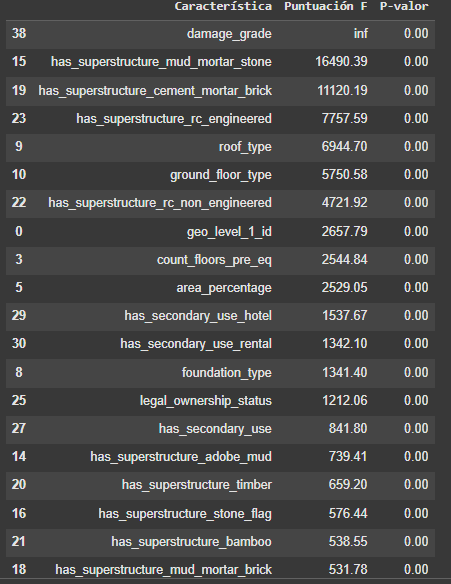 Característica Puntuación F P-valor
38 damage_grade inf 0.00
15 has_superstructure_mud_mortar_stone 16490.39 0.00
19 has_superstructure_cement_mortar_brick 11120.19 0.00
23 has_superstructure_rc_engineered 7757.59 0.00
9 roof_type 6944.70 0.00
10 ground_floor_type 5750.58 0.00
22 has_superstructure_rc_non_engineered 4721.92 0.00
0 geo_level_1_id 2657.79 0.00
3 count_floors_pre_eq 2544.84 0.00
5 area_percentage 2529.05 0.00
29 has_secondary_use_hotel 1537.67 0.00
30 has_secondary_use_rental 1342.10 0.00
8 foundation_type 1341.40 0.00
25 legal_ownership_status 1212.06 0.00
27 has_secondary_use 841.80 0.00
14 has_superstructure_adobe_mud 739.41 0.00
20 has_superstructure_timber 659.20 0.00
16 has_superstructure_stone_flag 576.44 0.00
21 has_superstructure_bamboo 538.55 0.00
18 has_superstructure_mud_mortar_brick 531.78 0.00